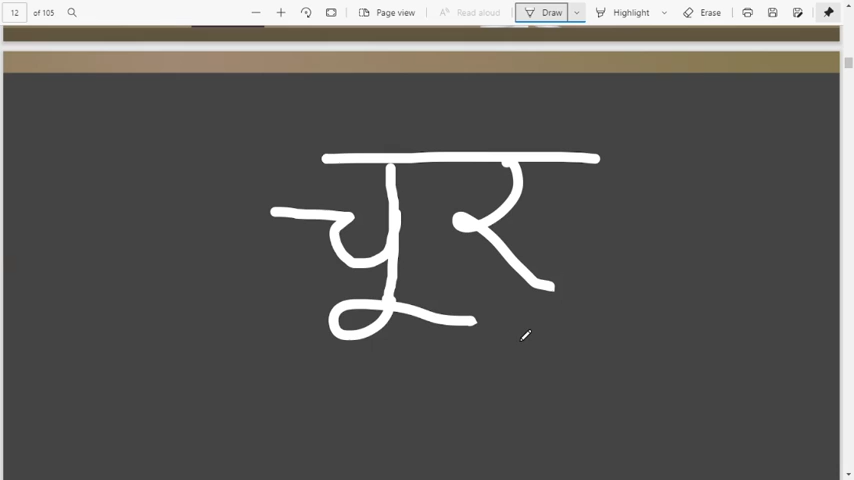 12 of 105 Page view Read aloud Draw Highlight Erase
चूर